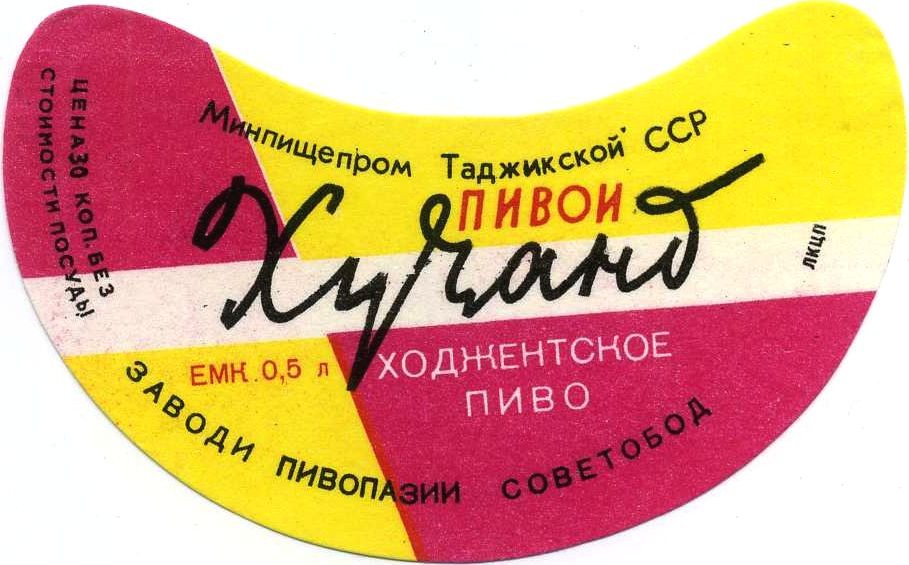 Минпищепром Таджикской ССР
ПИВОИ
Хуҷанд
ЦЕНА 30 КОП. БЕЗ
СТОИМОСТИ ПОСУДЫ
ЛКЦП
ЕМК 0,5 л
ХОДЖЕНТСКОЕ
ПИВО
ЗАВОДИ ПИВОПАЗИИ СОВЕТОБОД